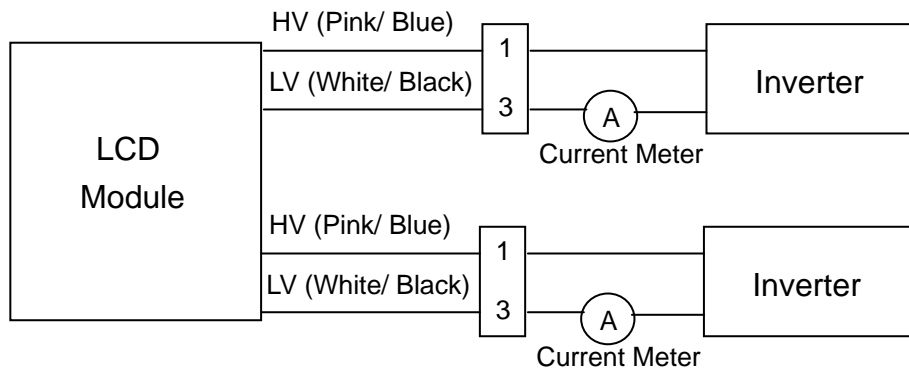 HV (Pink/ Blue)
1
LV (White/ Black)
3
A
Current Meter
Inverter
LCD
Module
HV (Pink/ Blue)
1
LV (White/ Black)
3
A
Current Meter
Inverter